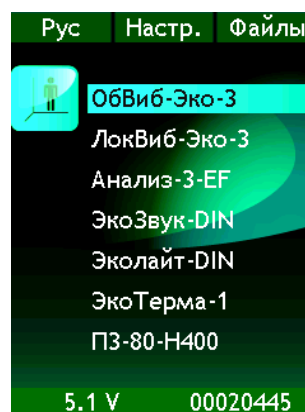 Рус Настр. Файлы
ОбВиб-Эко-3
ЛокВиб-Эко-3
Анализ-3-EF
ЭкоЗвук-DIN
Эколайт-DIN
ЭкоТерма-1
П3-80-Н400
5.1 V 00020445